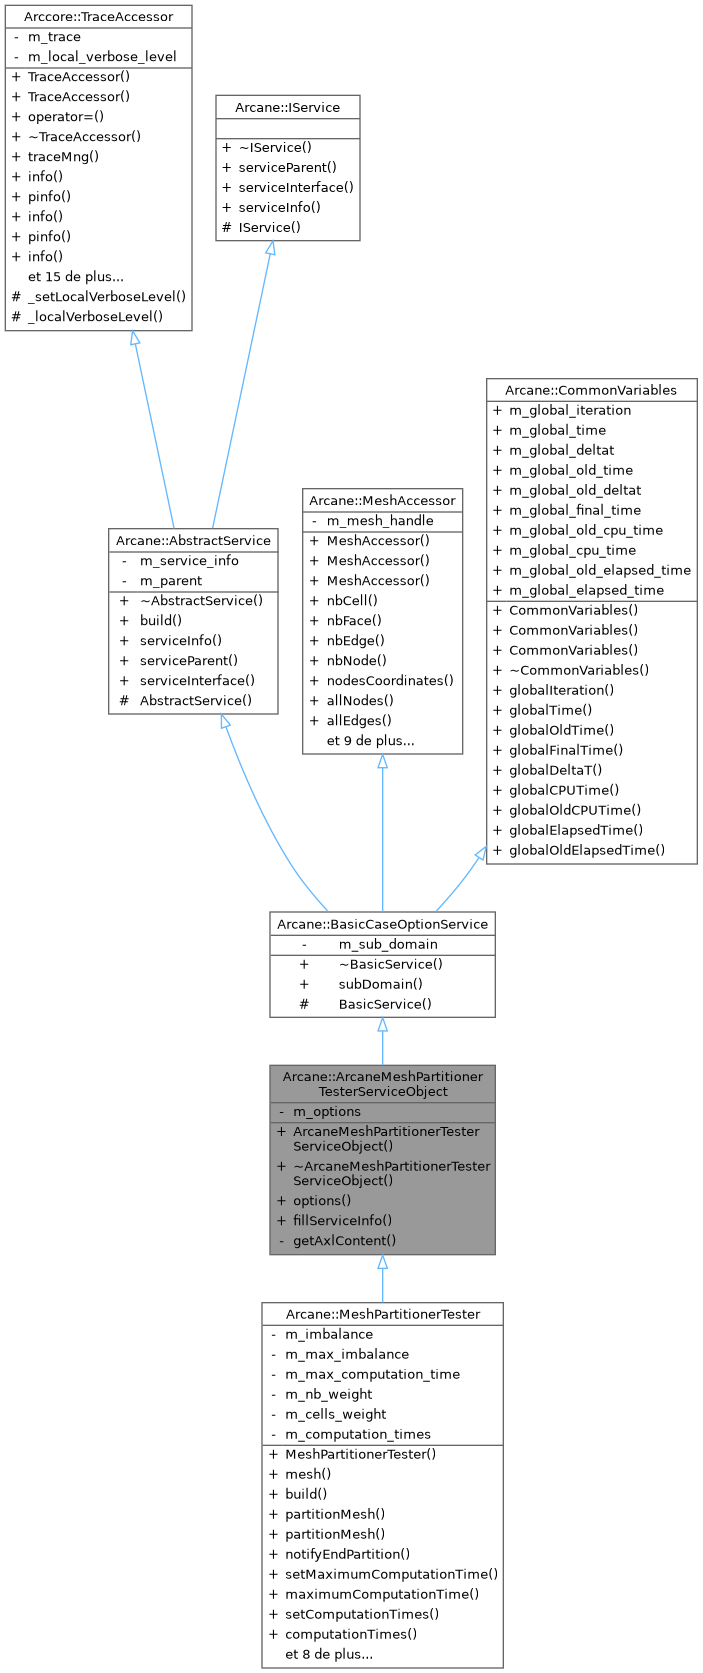 Arccore::TraceAccessor
- m_trace
- m_local_verbose_level
+ TraceAccessor()
+ TraceAccessor()
+ operator=()
+ ~TraceAccessor()
+ traceMng()
+ info()
+ pinfo()
+ info()
+ pinfo()
+ info()
et 15 de plus...
# _setLocalVerboseLevel()
# _localVerboseLevel()
Arcane::IService
+ ~IService()
+ serviceParent()
+ serviceInterface()
+ serviceInfo()
# IService()
Arcane::CommonVariables
+ m_global_iteration
+ m_global_time
+ m_global_deltat
+ m_global_old_time
+ m_global_old_deltat
+ m_global_final_time
+ m_global_old_cpu_time
+ m_global_cpu_time
+ m_global_old_elapsed_time
+ m_global_elapsed_time
+ CommonVariables()
+ CommonVariables()
+ CommonVariables()
+ ~CommonVariables()
+ globalIteration()
+ globalTime()
+ globalOldTime()
+ globalFinalTime()
+ globalDeltaT()
+ globalCPUTime()
+ globalOldCPUTime()
+ globalElapsedTime()
+ globalOldElapsedTime()
Arcane::MeshAccessor
- m_mesh_handle
+ MeshAccessor()
+ MeshAccessor()
+ MeshAccessor()
+ nbCell()
+ nbFace()
+ nbEdge()
+ nbNode()
+ nodesCoordinates()
+ allNodes()
+ allEdges()
et 9 de plus...
Arcane::AbstractService
- m_service_info
- m_parent
+ ~AbstractService()
+ build()
+ serviceInfo()
+ serviceParent()
+ serviceInterface()
# AbstractService()
Arcane::BasicCaseOptionService
- m_sub_domain
+ ~BasicService()
+ subDomain()
# BasicService()
Arcane::ArcaneMeshPartitioner
TesterServiceObject
- m_options
+ ArcaneMeshPartitionerTester
ServiceObject()
+ ~ArcaneMeshPartitionerTester
ServiceObject()
+ options()
+ fillServiceInfo()
- getAxlContent()
Arcane::MeshPartitionerTester
- m_imbalance
- m_max_imbalance
- m_max_computation_time
- m_nb_weight
- m_cells_weight
- m_computation_times
+ MeshPartitionerTester()
+ mesh()
+ build()
+ partitionMesh()
+ partitionMesh()
+ notifyEndPartition()
+ setMaximumComputationTime()
+ maximumComputationTime()
+ setComputationTimes()
+ computationTimes()
et 8 de plus...